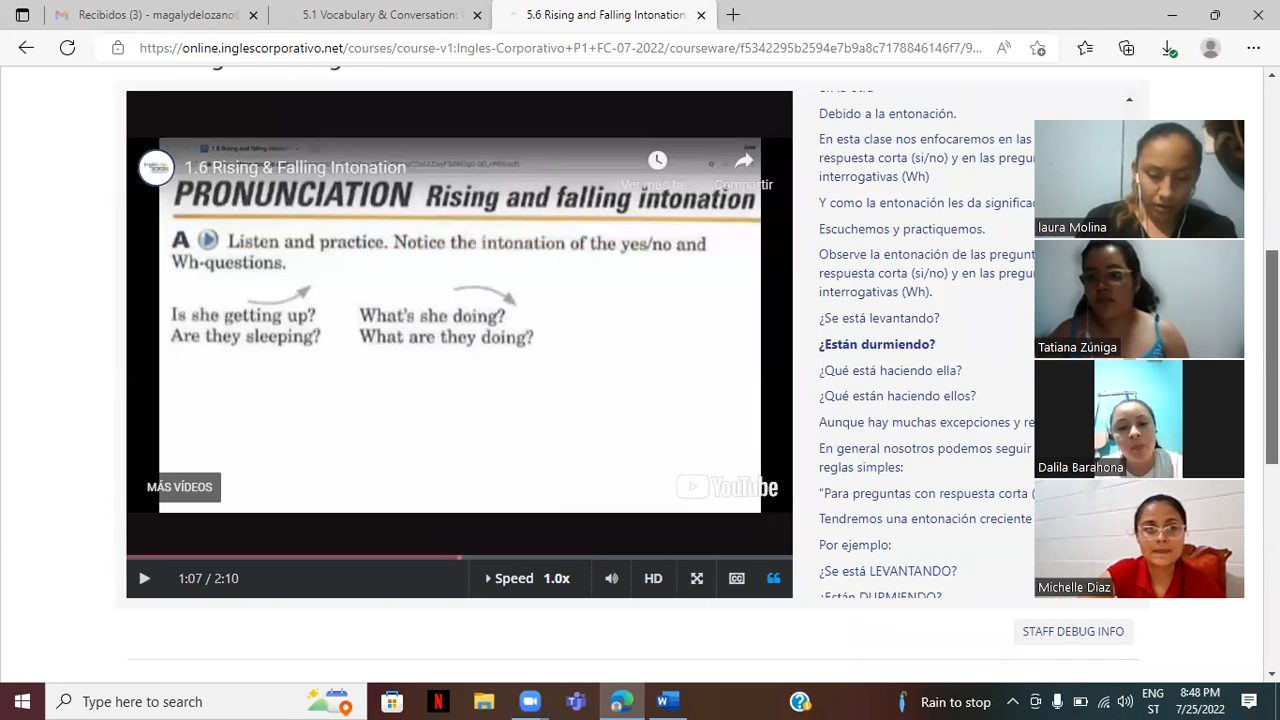 Recibidos (3) - magalydelozano@
5.1 Vocabulary & Conversation:
5.6 Rising & Falling Intonation:
https://online.inglescorporativo.net/courses/course-v1:Ingles-Corporativo+P1+FC-07-2022/courseware/f5342295b2594e7b9a8c7178846146f7/9...
1.6 Rising & Falling Intonation
Ver más ta...
Compartir
PRONUNCIATION Rising and falling intonation
A Listen and practice. Notice the intonation of the yes/no and
Wh-questions.
Is she getting up? What's she doing?
Are they sleeping? What are they doing?
MÁS VÍDEOS
YouTube
1:07 / 2:10
Speed 1.0x
HD
Debido a la entonación.
En esta clase nos enfocaremos en las
respuesta corta (si/no) y en las pregun
interrogativas (Wh)
Y como la entonación les da significa
Escuchemos y practiquemos.
Observe la entonación de las pregunt
respuesta corta (si/no) y en las pregun
interrogativas (Wh).
¿Se está levantando?
¿Están durmiendo?
¿Qué está haciendo ella?
¿Qué están haciendo ellos?
Aunque hay muchas excepciones y re
En general nosotros podemos seguir
reglas simples:
"Para preguntas con respuesta corta (
Tendremos una entonación creciente
Por ejemplo:
¿Se está LEVANTANDO?
¿Están DURMIENDO?
laura Molina
Tatiana Zúniga
Dalila Barahona
Michelle Diaz
STAFF DEBUG INFO
Type here to search
Rain to stop
ENG
ST
8:48 PM
7/25/2022